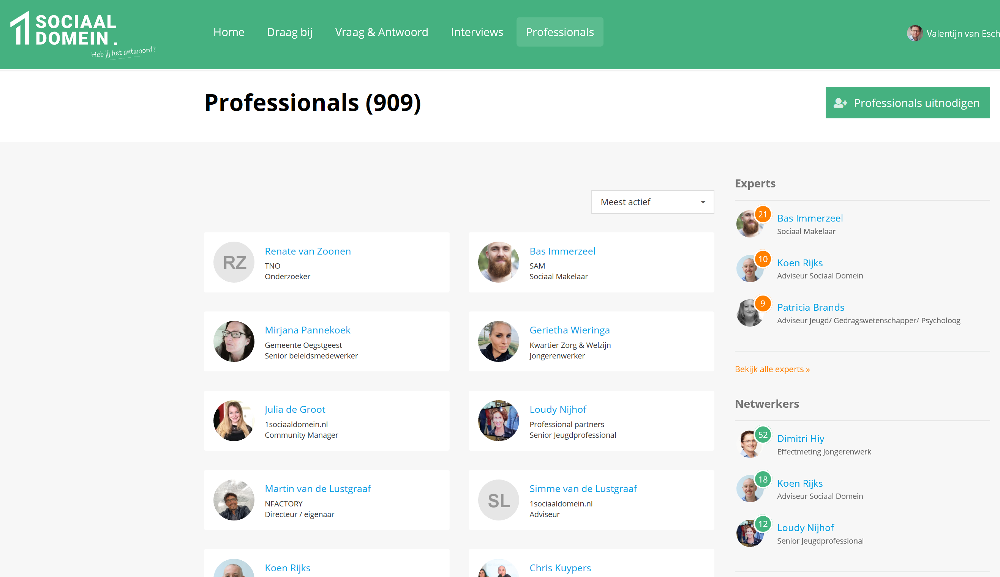 SOCIAAL
DOMEIN.
Heb jij het antwoord?
Home
Draag bij
Vraag & Antwoord
Interviews
Professionals
Valentijn van Esch
Professionals (909)
Professionals uitnodigen
Meest actief
RZ
Renate van Zoonen
TNO
Onderzoeker
Bas Immerzeel
SAM
Sociaal Makelaar
Mirjana Pannekoek
Gemeente Oegstgeest
Senior beleidsmedewerker
Gerietha Wieringa
Kwartier Zorg & Welzijn
Jongerenwerker
Julia de Groot
1sociaaldomein.nl
Community Manager
Loudy Nijhof
Professional partners
Senior Jeugdprofessional
Martin van de Lustgraaf
NFACTORY
Directeur / eigenaar
SL
Simme van de Lustgraaf
1sociaaldomein.nl
Adviseur
Koen Rijks
Chris Kuypers
Experts
21
Bas Immerzeel
Sociaal Makelaar
10
Koen Rijks
Adviseur Sociaal Domein
9
Patricia Brands
Adviseur Jeugd/ Gedragswetenschapper/ Psycholoog
Bekijk alle experts »
Netwerkers
52
Dimitri Hiy
Effectmeting Jongerenwerk
18
Koen Rijks
Adviseur Sociaal Domein
12
Loudy Nijhof
Senior Jeugdprofessional